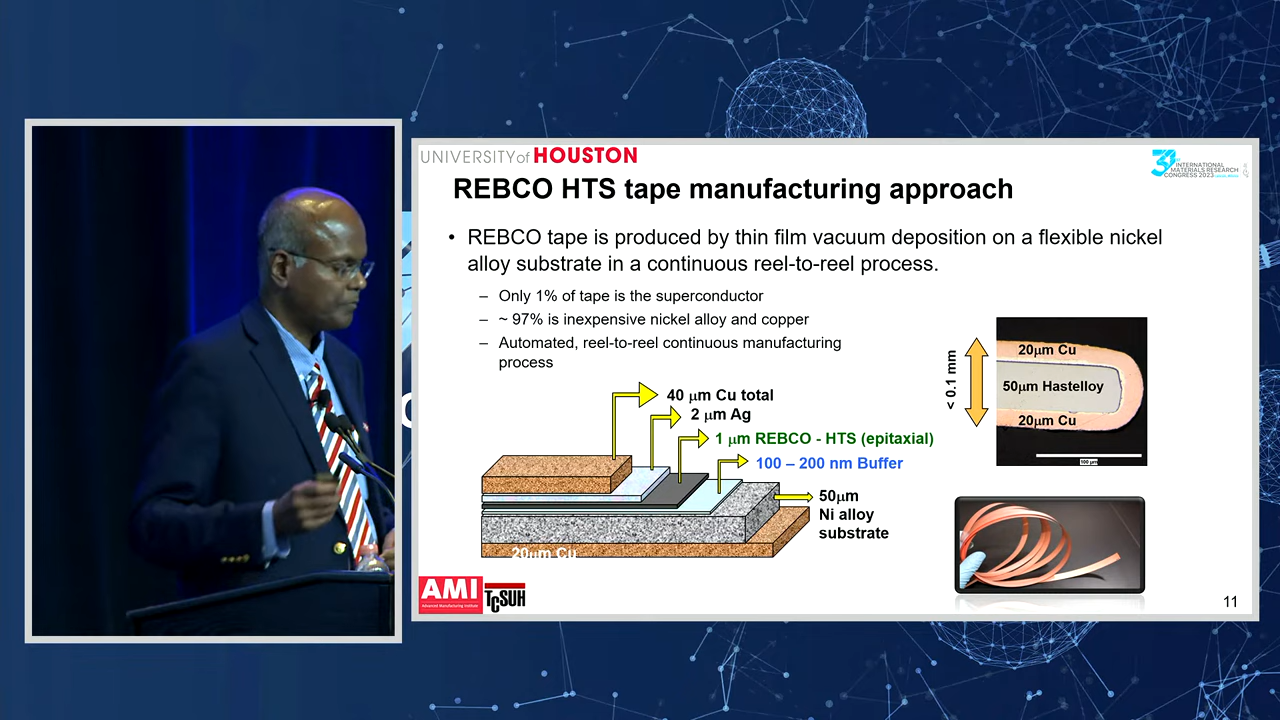 UNIVERSITY of HOUSTON
31st INTERNATIONAL
MATERIALS RESEARCH
CONGRESS 2023
REBCO HTS tape manufacturing approach
• REBCO tape is produced by thin film vacuum deposition on a flexible nickel
alloy substrate in a continuous reel-to-reel process.
– Only 1% of tape is the superconductor
– ~ 97% is inexpensive nickel alloy and copper
– Automated, reel-to-reel continuous manufacturing
process
40 μm Cu total
2 μm Ag
1 μm REBCO - HTS (epitaxial)
100 – 200 nm Buffer
50μm
Ni alloy
substrate
20μm Cu
< 0.1 mm
20μm Cu
50μm Hastelloy
20μm Cu
100 μm
AMI
Advanced Manufacturing Institute
TCSUH
11